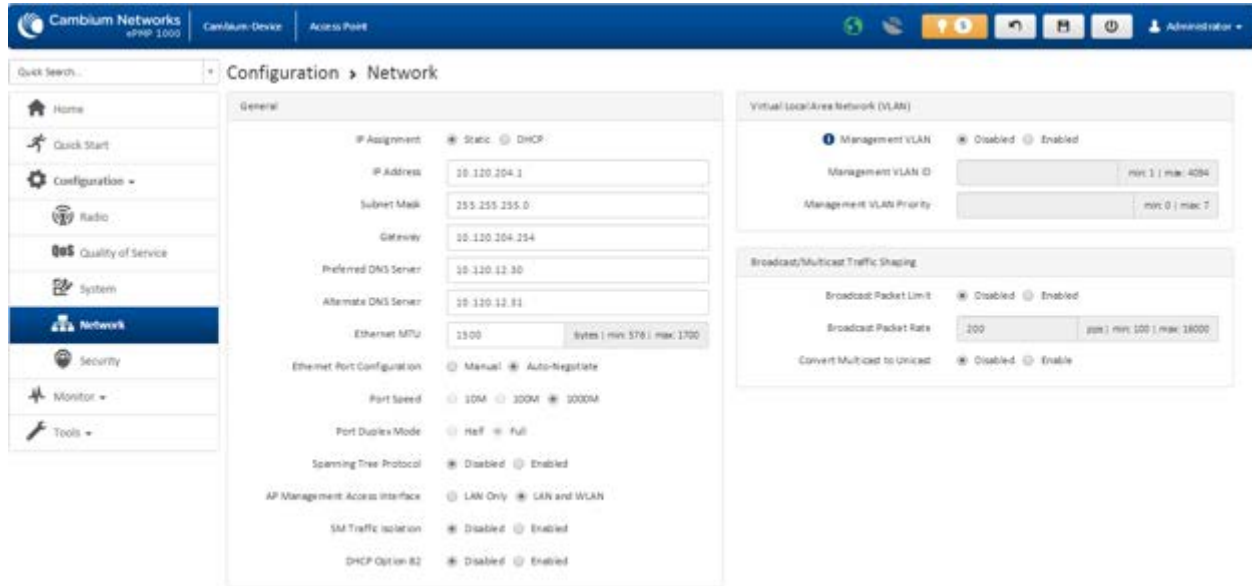 Cambium Networks
ePMP 1000
Cambium-Device
Access Point
5
Administrator
Quick Search...
Home
Quick Start
Configuration
Radio
QoS Quality of Service
System
Network
Security
Monitor
Tools
Configuration > Network
General
IP Assignment Static DHCP
IP Address 10.120.204.1
Subnet Mask 255.255.255.0
Gateway 10.120.204.254
Preferred DNS Server 10.120.12.30
Alternate DNS Server 10.120.12.31
Ethernet MTU 1500 bytes | min: 576 | max: 1700
Ethernet Port Configuration Manual Auto-Negotiate
Port Speed 10M 100M 1000M
Port Duplex Mode Half Full
Spanning Tree Protocol Disabled Enabled
AP Management Access Interface LAN Only LAN and WLAN
SM Traffic Isolation Disabled Enabled
DHCP Option 82 Disabled Enabled
Virtual Local Area Network (VLAN)
Management VLAN Disabled Enabled
Management VLAN ID min: 1 | max: 4094
Management VLAN Priority min: 0 | max: 7
Broadcast/Multicast Traffic Shaping
Broadcast Packet Limit Disabled Enabled
Broadcast Packet Rate 200 pps | min: 100 | max: 16000
Convert Multicast to Unicast Disabled Enable